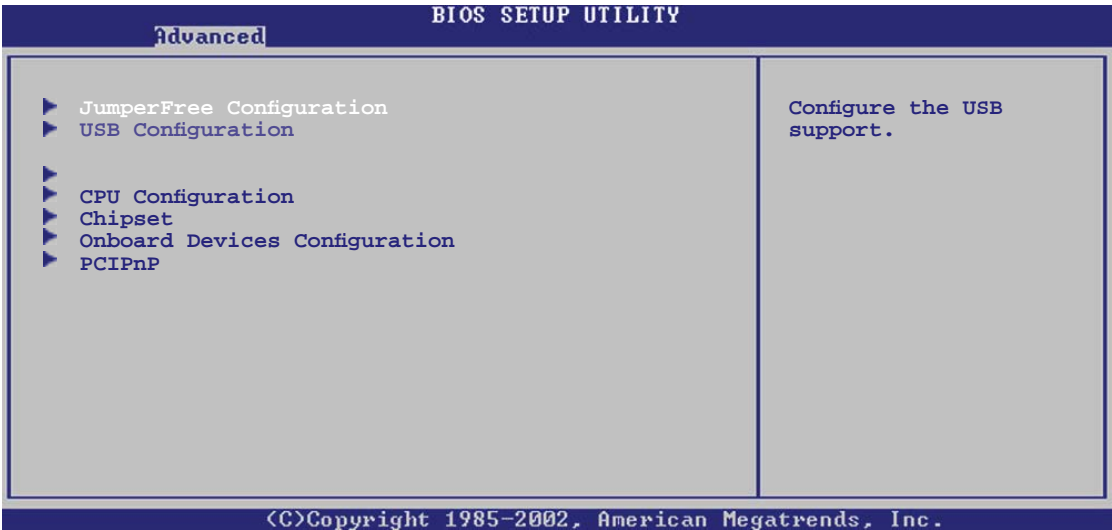 BIOS SETUP UTILITY
Advanced
JumperFree Configuration
USB Configuration
CPU Configuration
Chipset
Onboard Devices Configuration
PCIPnP
Configure the USB
support.
(C)Copyright 1985-2002, American Megatrends, Inc.